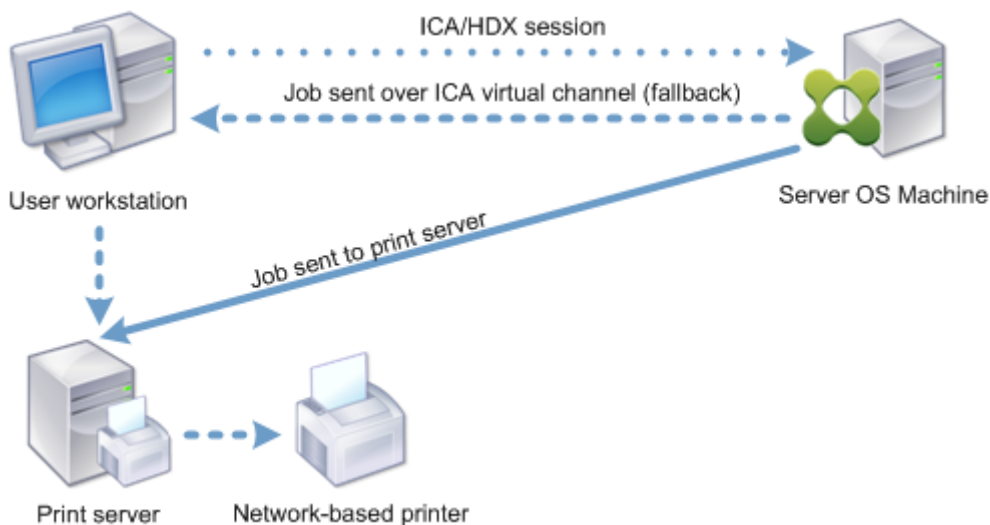 ICA/HDX session
Job sent over ICA virtual channel (fallback)
User workstation
Server OS Machine
Job sent to print server
Print server
Network-based printer